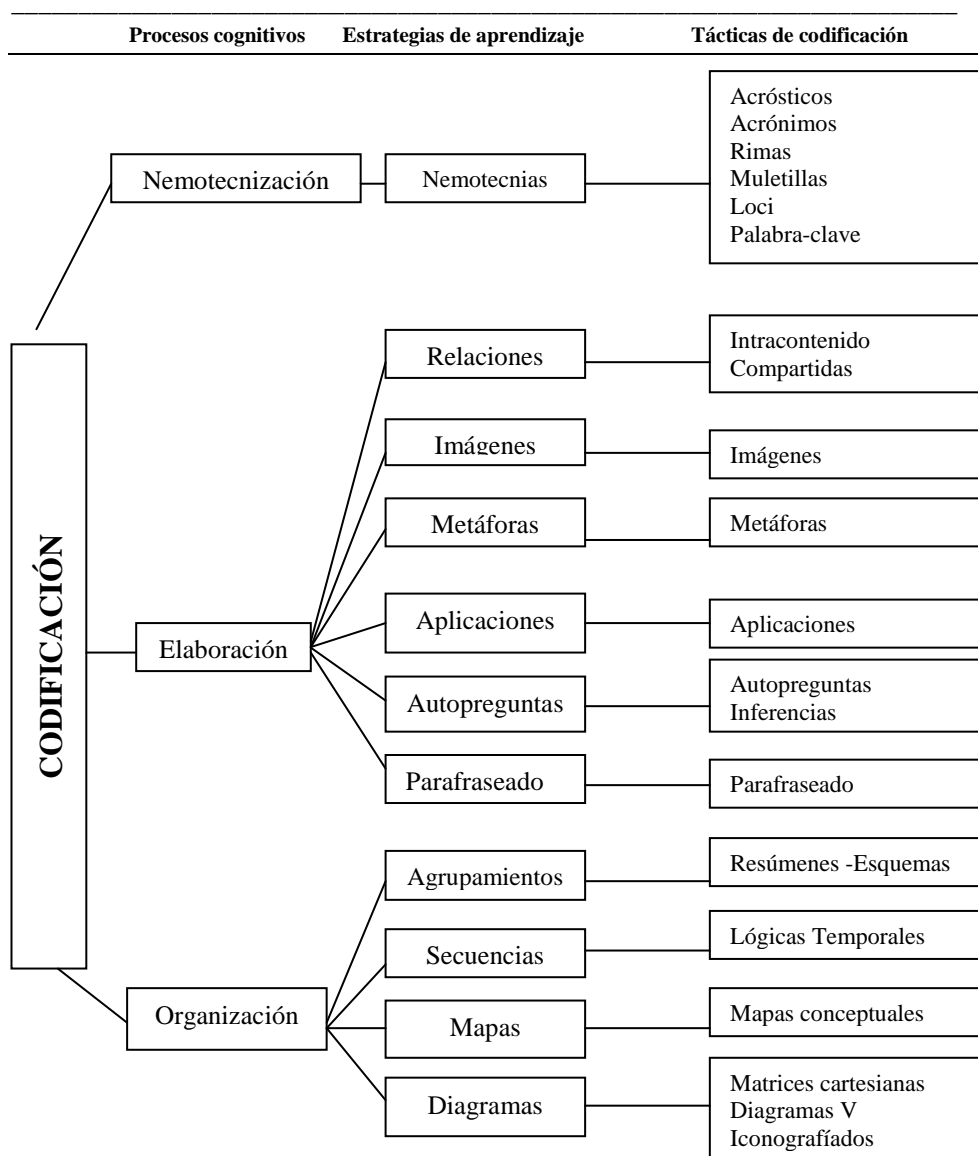 Procesos cognitivos Estrategias de aprendizaje Tácticas de codificación
CODIFICACIÓN
Nemotecnización
Nemotecnias
Acrósticos
Acrónimos
Rimas
Muletillas
Loci
Palabra-clave
Elaboración
Relaciones
Intracontenido
Compartidas
Imágenes
Imágenes
Metáforas
Metáforas
Aplicaciones
Aplicaciones
Autopreguntas
Autopreguntas
Inferencias
Parafraseado
Parafraseado
Organización
Agrupamientos
Resúmenes -Esquemas
Secuencias
Lógicas Temporales
Mapas
Mapas conceptuales
Diagramas
Matrices cartesianas
Diagramas V
Iconografíados